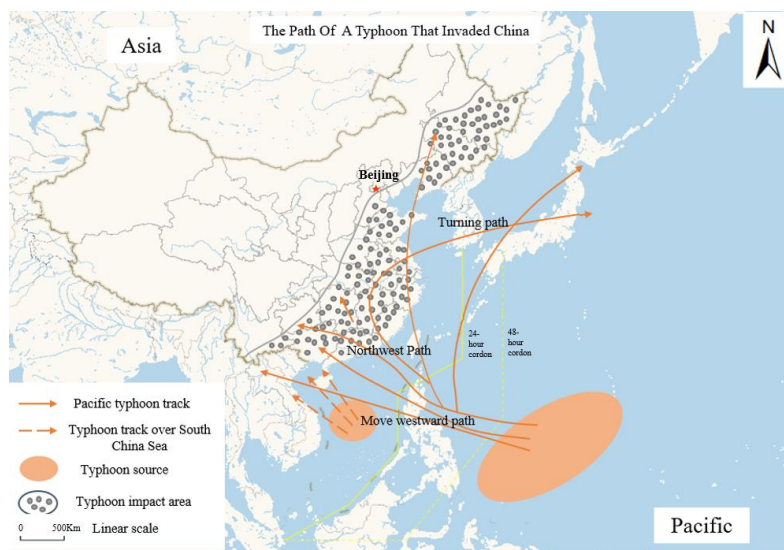 The Path Of A Typhoon That Invaded China
N
Asia
Beijing
Turning path
24-
hour
cordon
48-
hour
cordon
Northwest Path
Move westward path
Pacific typhoon track
Typhoon track over South
China Sea
Typhoon source
Typhoon impact area
0 500Km Linear scale
Pacific